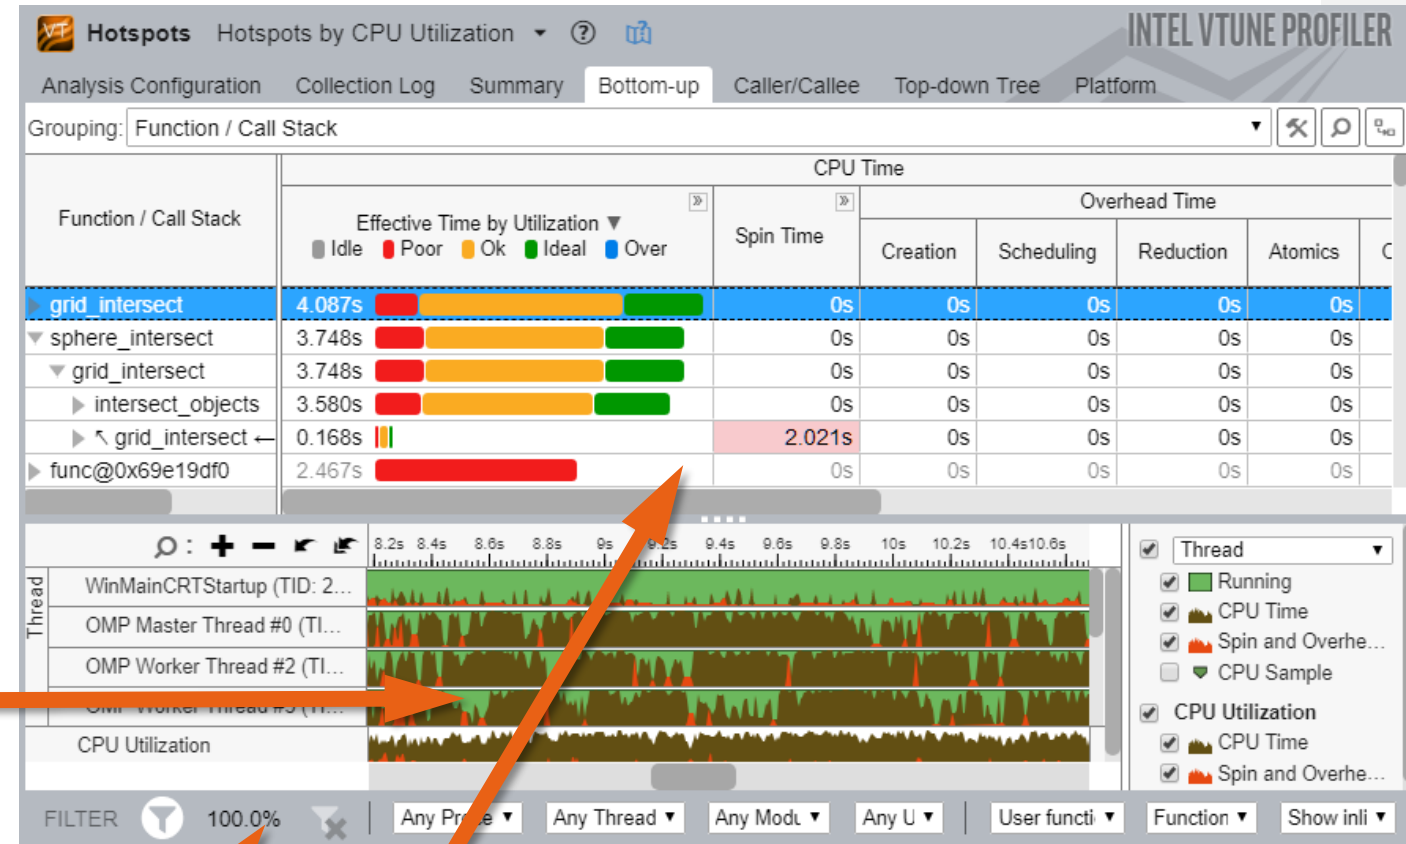 VT Hotspots Hotspots by CPU Utilization ? INTEL VTUNE PROFILER
Analysis Configuration Collection Log Summary Bottom-up Caller/Callee Top-down Tree Platform
Grouping: Function / Call Stack
CPU Time
Function / Call Stack Effective Time by Utilization Spin Time Overhead Time
Idle Poor Ok Ideal Over Creation Scheduling Reduction Atomics
grid_intersect 4.087s 0s 0s 0s 0s 0s
sphere_intersect 3.748s 0s 0s 0s 0s 0s
grid_intersect 3.748s 0s 0s 0s 0s 0s
intersect_objects 3.580s 0s 0s 0s 0s 0s
↖ grid_intersect ← 0.168s 2.021s 0s 0s 0s 0s
func@0x69e19df0 2.467s 0s 0s 0s 0s 0s
8.2s 8.4s 8.6s 8.8s 9s 9.2s 9.4s 9.6s 9.8s 10s 10.2s 10.4s 10.6s
Thread
WinMainCRTStartup (TID: 2...
OMP Master Thread #0 (TI...
OMP Worker Thread #2 (TI...
OMP Worker Thread #3 (TI...
CPU Utilization
Thread
Running
CPU Time
Spin and Overhe...
CPU Sample
CPU Utilization
CPU Time
Spin and Overhe...
FILTER 100.0% Any Thread Any Modu Any U User functi Function Show inli